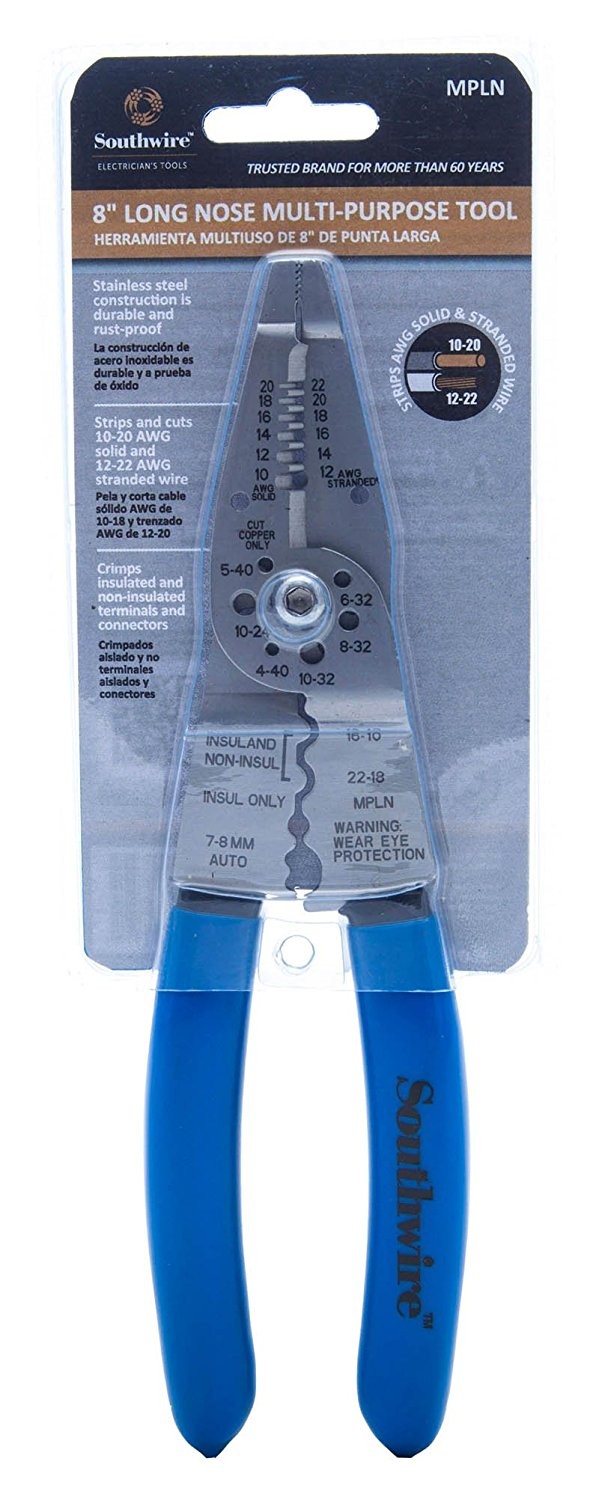 Southwire™
ELECTRICIAN'S TOOLS
MPLN
TRUSTED BRAND FOR MORE THAN 60 YEARS
8" LONG NOSE MULTI-PURPOSE TOOL
HERRAMIENTA MULTIUSO DE 8" DE PUNTA LARGA
Stainless steel
construction is
durable and
rust-proof
La construcción de
acero inoxidable es
durable y a prueba
de óxido
Strips and cuts
10-20 AWG
solid and
12-22 AWG
stranded wire
Pela y corta cable
sólido AWG de
10-18 y trenzado
AWG de 12-20
Crimps
insulated and
non-insulated
terminals and
connectors
Crimpados
aislado y no
terminales
aislados y
conectores
STRIPS AWG SOLID & STRANDED WIRE
10-20
12-22
20 22
18 20
16 18
14 16
12 14
10 12 AWG
AWG STRANDED
SOLID
CUT
COPPER
ONLY
5-40
6-32
10-24
8-32
4-40
10-32
INSUL AND
NON-INSUL
16-10
22-18
INSUL ONLY
MPLN
7-8 MM
AUTO
WARNING:
WEAR EYE
PROTECTION
Southwire™